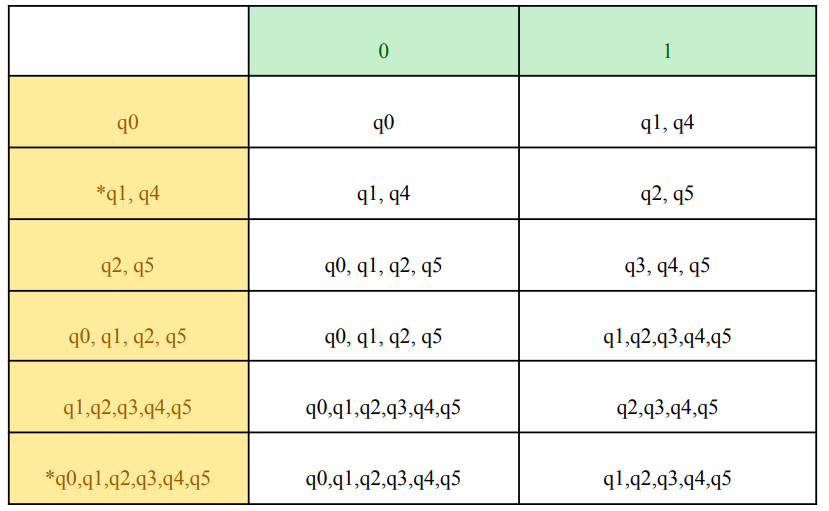 0 1
q0 q0 q1, q4
*q1, q4 q1, q4 q2, q5
q2, q5 q0, q1, q2, q5 q3, q4, q5
q0, q1, q2, q5 q0, q1, q2, q5 q1,q2,q3,q4,q5
q1,q2,q3,q4,q5 q0,q1,q2,q3,q4,q5 q2,q3,q4,q5
*q0,q1,q2,q3,q4,q5 q0,q1,q2,q3,q4,q5 q1,q2,q3,q4,q5